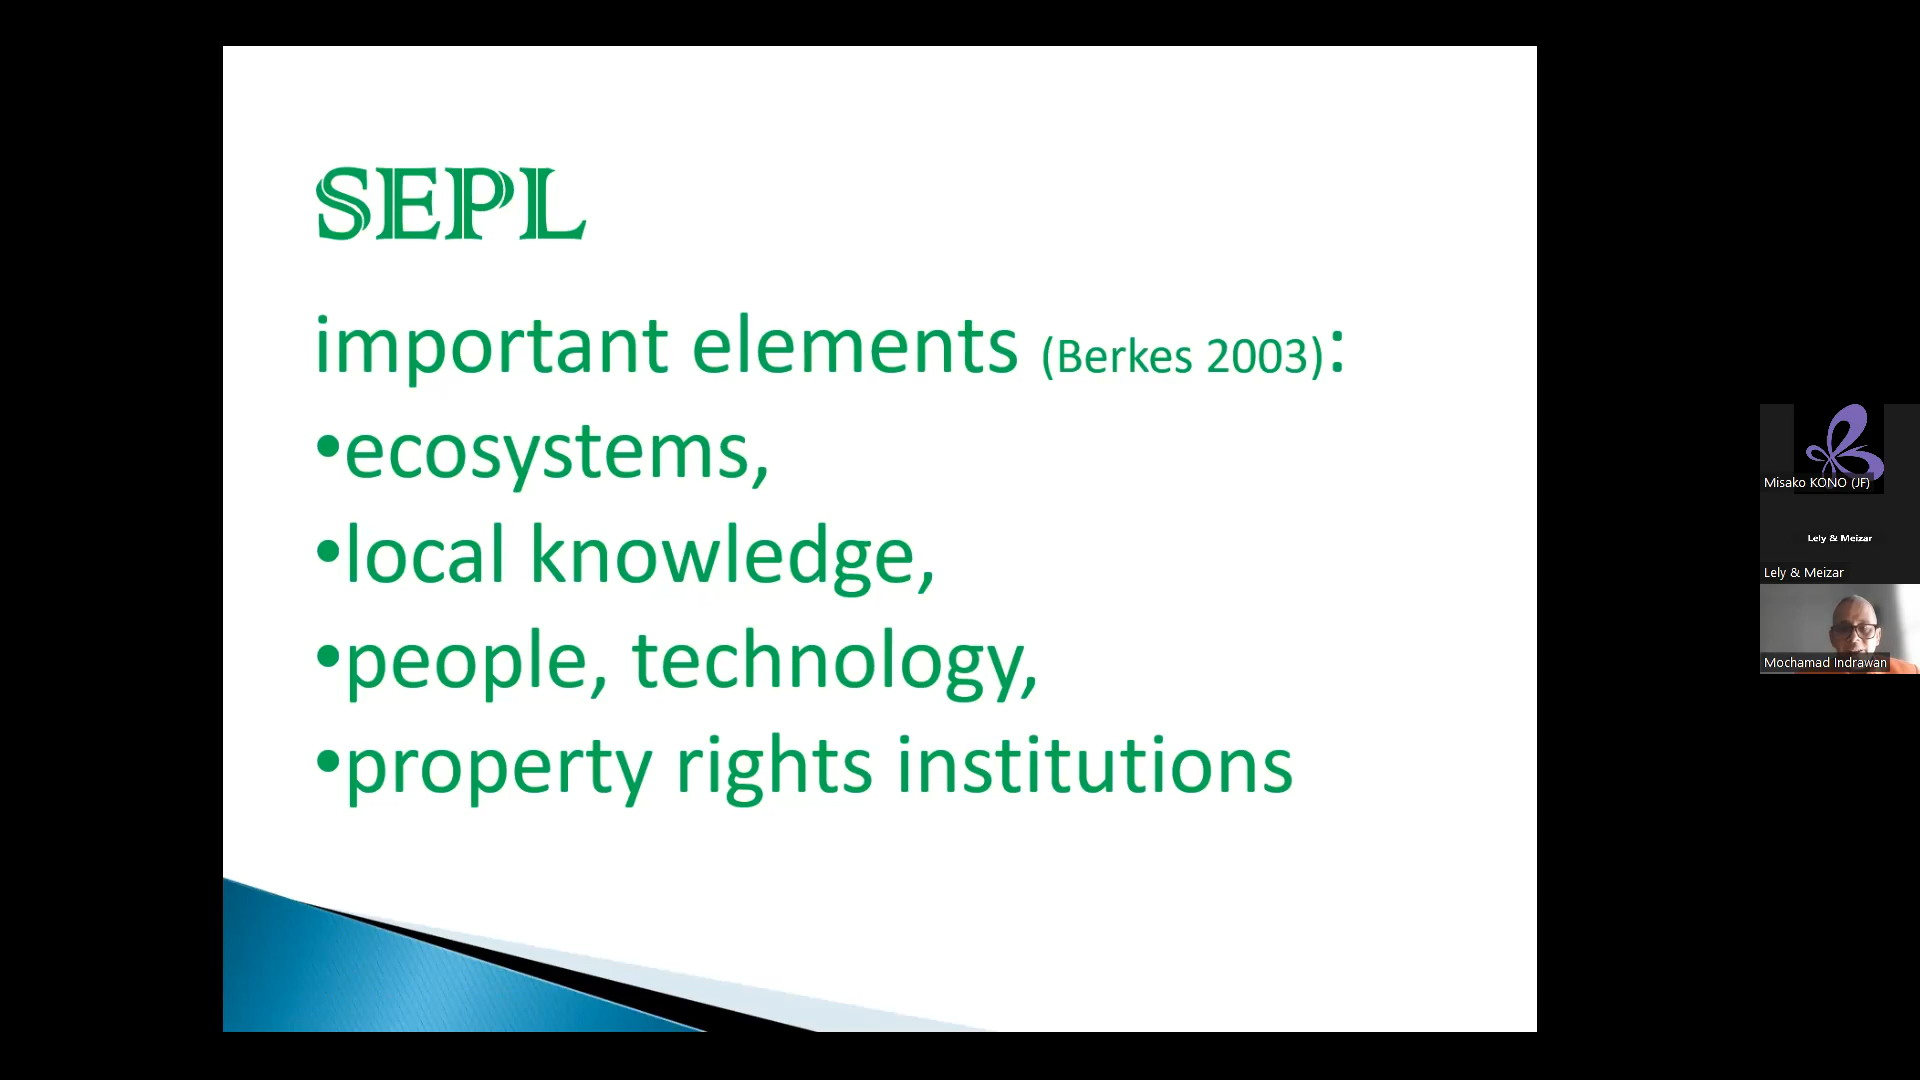 SEPL
important elements (Berkes 2003):
•ecosystems,
•local knowledge,
•people, technology,
•property rights institutions
Misako KONO (JF)
Lely & Meizar
Lely & Meizar
Mochamad Indrawan